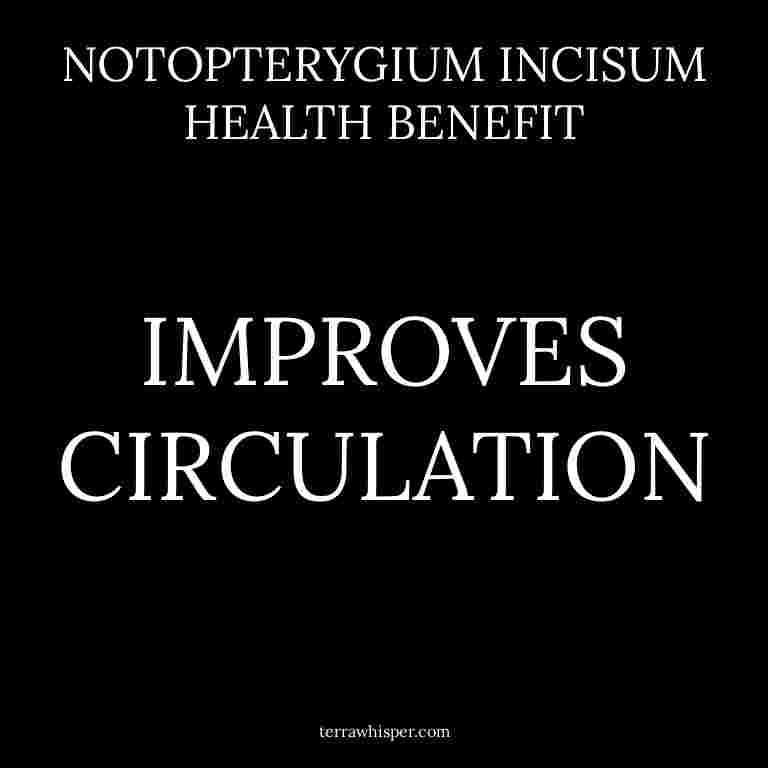 NOTOPTERYGIUM INCISUM
HEALTH BENEFIT
IMPROVES
CIRCULATION
terrawhisper.com